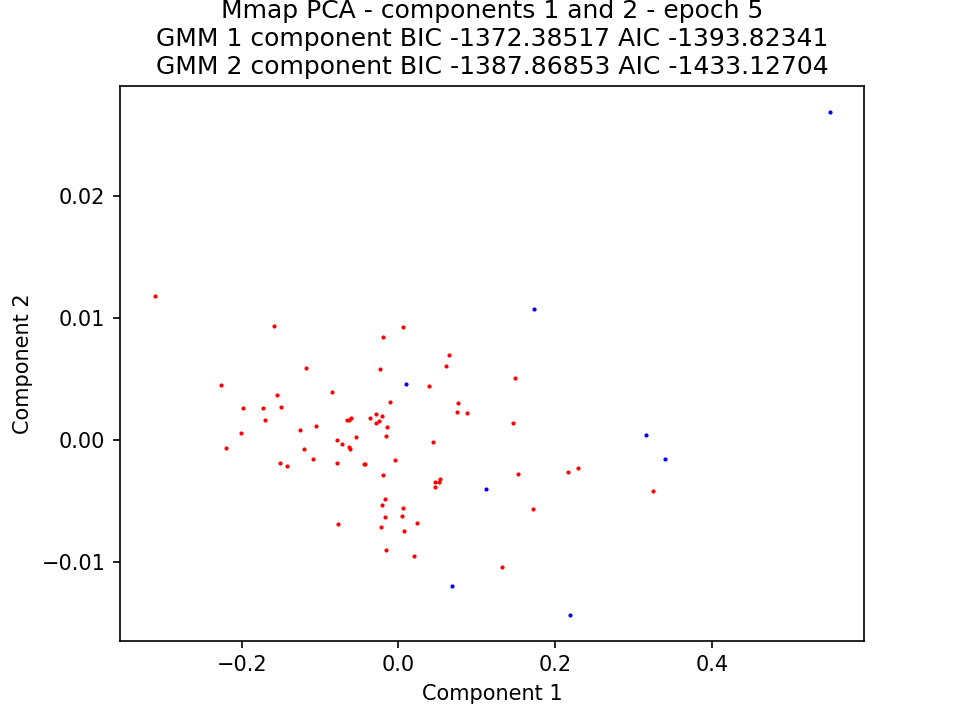 Mmap PCA - components 1 and 2 - epoch 5
GMM 1 component BIC -1372.38517 AIC -1393.82341
GMM 2 component BIC -1387.86853 AIC -1433.12704
0.02
0.01
0.00
−0.01
Component 2
−0.2
0.0
0.2
0.4
Component 1